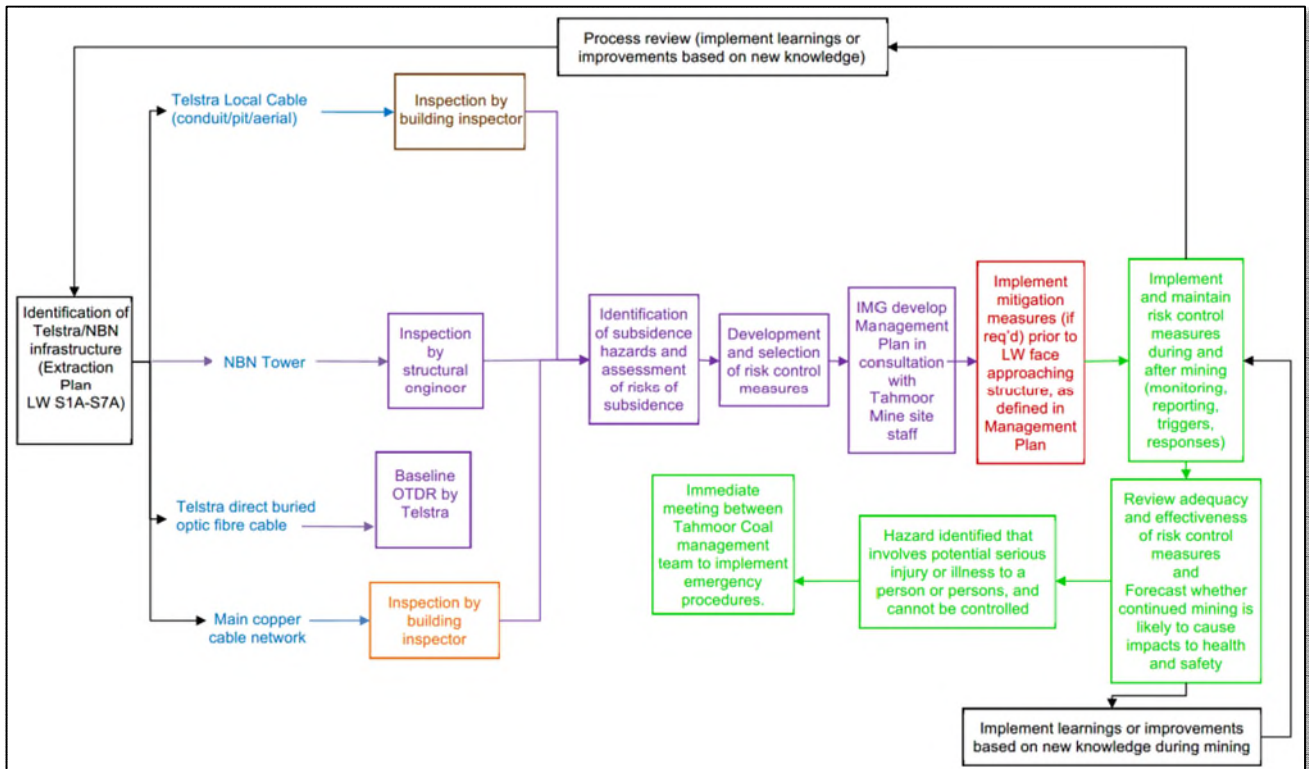 Process review (implement learnings or
improvements based on new knowledge)
Telstra Local Cable
(conduit/pit/aerial)
Inspection by
building inspector
Identification of
Telstra/NBN
infrastructure
(Extraction
Plan
LW S1A-S7A)
NBN Tower
Inspection
by
structural
engineer
Identification
of subsidence
hazards and
assessment
of risks of
subsidence
Development
and selection
of risk control
measures
IMG develop
Management
Plan in
consultation
with
Tahmoor
Mine site
staff
Implement
mitigation
measures (if
req'd) prior to
LW face
approaching
structure, as
defined in
Management
Plan
Implement
and maintain
risk control
measures
during and
after mining
(monitoring,
reporting,
triggers,
responses)
Telstra direct buried
optic fibre cable
Baseline
OTDR by
Telstra
Immediate
meeting between
Tahmoor Coal
management
team to implement
emergency
procedures.
Hazard identified that
involves potential serious
injury or illness to a
person or persons, and
cannot be controlled
Review adequacy
and effectiveness
of risk control
measures
and
Forecast whether
continued mining is
likely to cause
impacts to health
and safety
Main copper
cable network
Inspection by
building
inspector
Implement learnings or improvements
based on new knowledge during mining